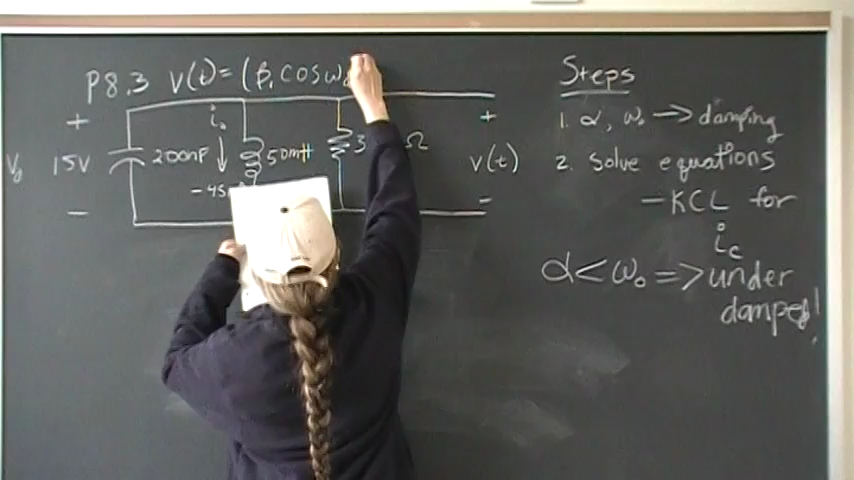 P8.3 V(t)= (β, cos ω
+
i₀
V₀ 15V 200nF 50mH 3 Ω
-45
−
+
v(t)
−
Steps
1. α, ω₀ → damping
2. Solve equations
- KCL for
i꜀
α < ω₀ => under
damped!